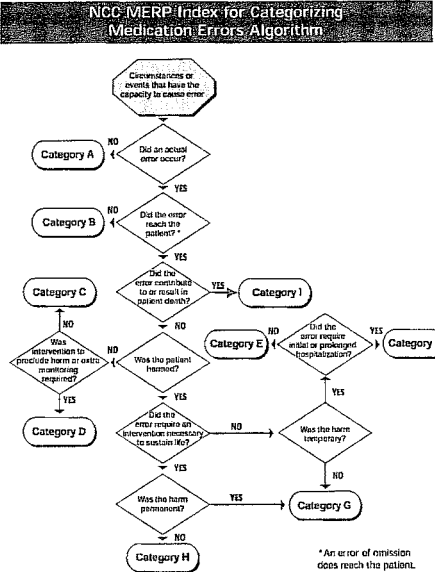 NCC MERP Index for Categorizing
Medication Errors Algorithm
Circumstances or
events that have the
capacity to cause error
Did an actual
error occur?
NO
Category A
YES
Did the error
reach the
patient? *
NO
Category B
YES
Did the
error contribute
to or result in
patient death?
YES
Category I
Category C
NO
NO
Was
intervention to
preclude harm or extra
monitoring
required?
NO
Was the patient
harmed?
Category E
NO
Did the
error require
initial or prolonged
hospitalization?
YES
Category
YES
YES
YES
Category D
Did the
error require an
intervention necessary
to sustain life?
NO
Was the harm
temporary?
YES
NO
Was the harm
permanent?
YES
Category G
NO
Category H
*An error of omission
does reach the patient.